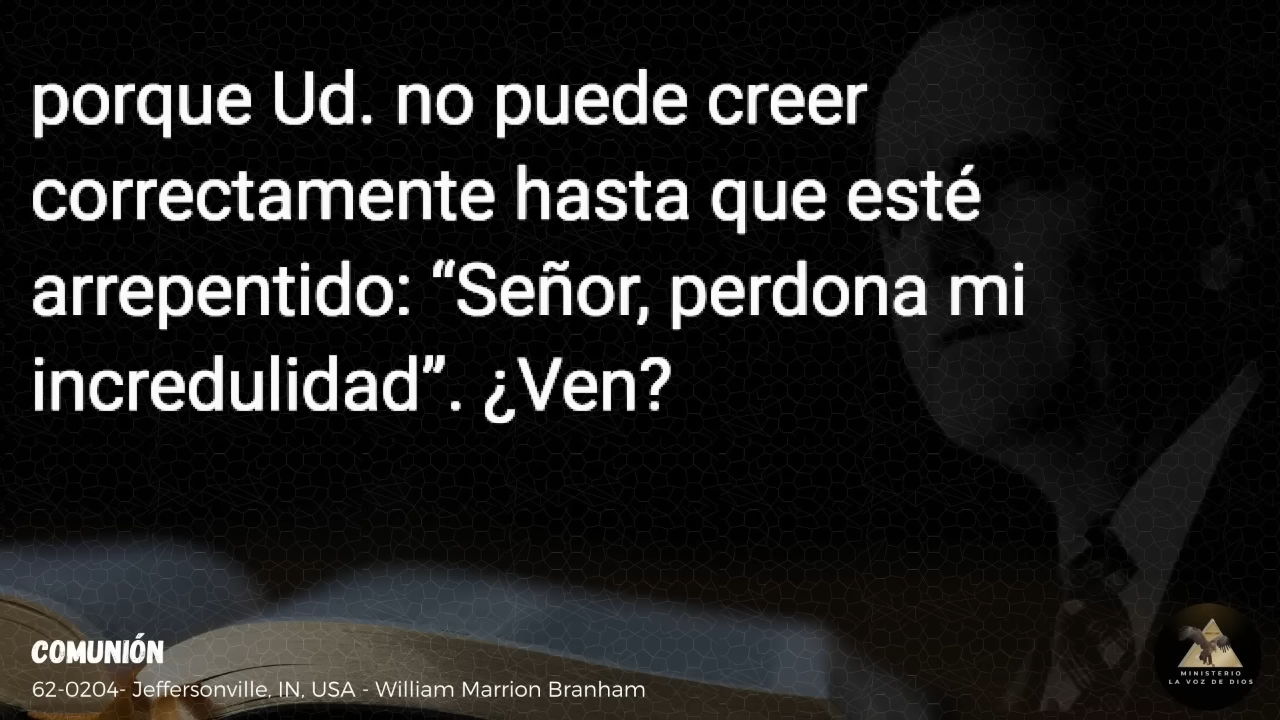 porque Ud. no puede creer
correctamente hasta que esté
arrepentido: “Señor, perdona mi
incredulidad”. ¿Ven?
COMUNIÓN
62-0204- Jeffersonville, IN, USA - William Marrion Branham
MINISTERIO
LA VOZ DE DIOS